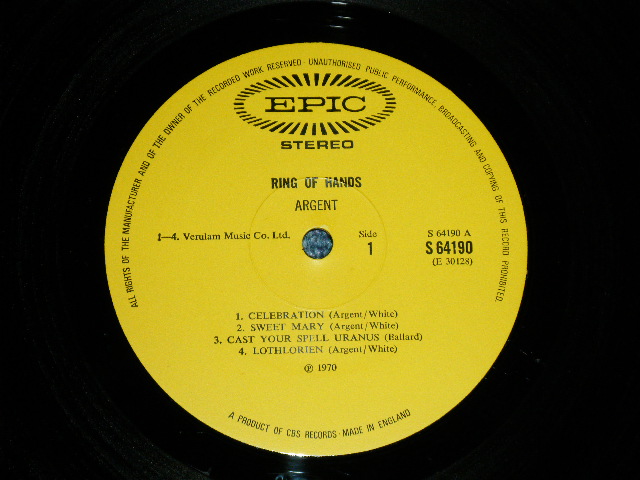 ALL RIGHTS OF THE MANUFACTURER AND OF THE OWNER OF THE RECORDED WORK RESERVED · UNAUTHORISED PUBLIC PERFORMANCE, BROADCASTING AND COPYING OF THIS RECORD PROHIBITED.
EPIC
STEREO
RING OF HANDS
ARGENT
1—4. Verulam Music Co. Ltd.
Side
1
S 64190 A
S 64190
(E 30128)
1. CELEBRATION (Argent/White)
2. SWEET MARY (Argent/White)
3. CAST YOUR SPELL URANUS (Ballard)
4. LOTHLORIEN (Argent/White)
℗ 1970
A PRODUCT OF CBS RECORDS · MADE IN ENGLAND